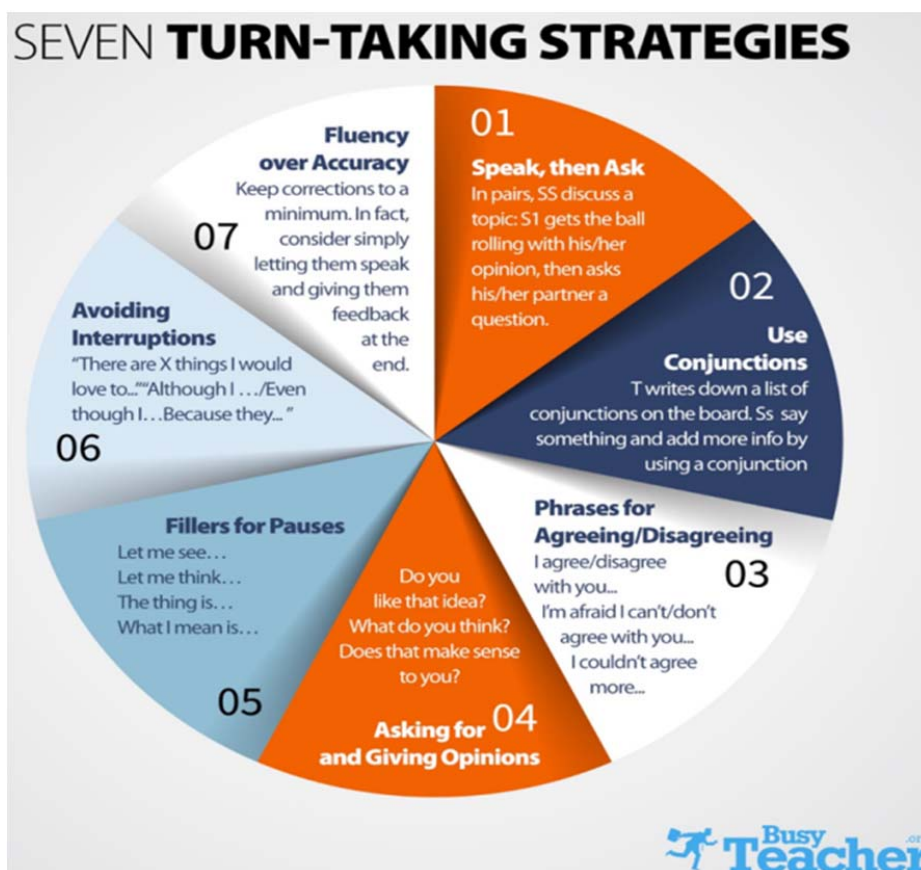 SEVEN TURN-TAKING STRATEGIES
01
Speak, then Ask
In pairs, SS discuss a
topic: S1 gets the ball
rolling with his/her
opinion, then asks
his/her partner a
question.
02
Use
Conjunctions
T writes down a list of
conjunctions on the board. Ss say
something and add more info by
using a conjunction
Phrases for
Agreeing/Disagreeing
03
I agree/disagree
with you...
I'm afraid I can't/don't
agree with you...
I couldn't agree
more...
Do you
like that idea?
What do you think?
Does that make sense
to you?
04
Asking for
and Giving Opinions
Fillers for Pauses
Let me see…
Let me think…
The thing is…
What I mean is…
05
Avoiding
Interruptions
"There are X things I would
love to...""Although I .../Even
though I...Because they... "
06
Fluency
over Accuracy
Keep corrections to a
minimum. In fact,
consider simply
letting them speak
and giving them
feedback
at the
end.
07
Busy
Teacher